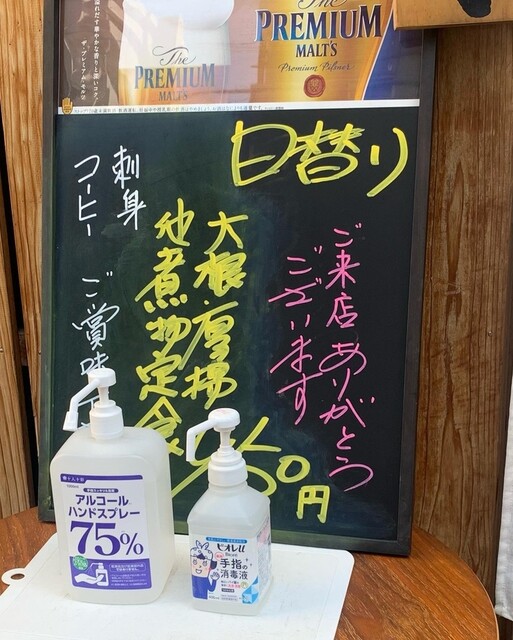 The
PREMIUM
MALT'S
The
PREMIUM
MALT'S
Premium Pilsner
日替り
ご来店ありがとう
ございます
大根・厚揚
他煮物定食
950円
刺身
コーヒー
ご賞味
アルコール
ハンドスプレー
75%
ビオレu
手指の
消毒液